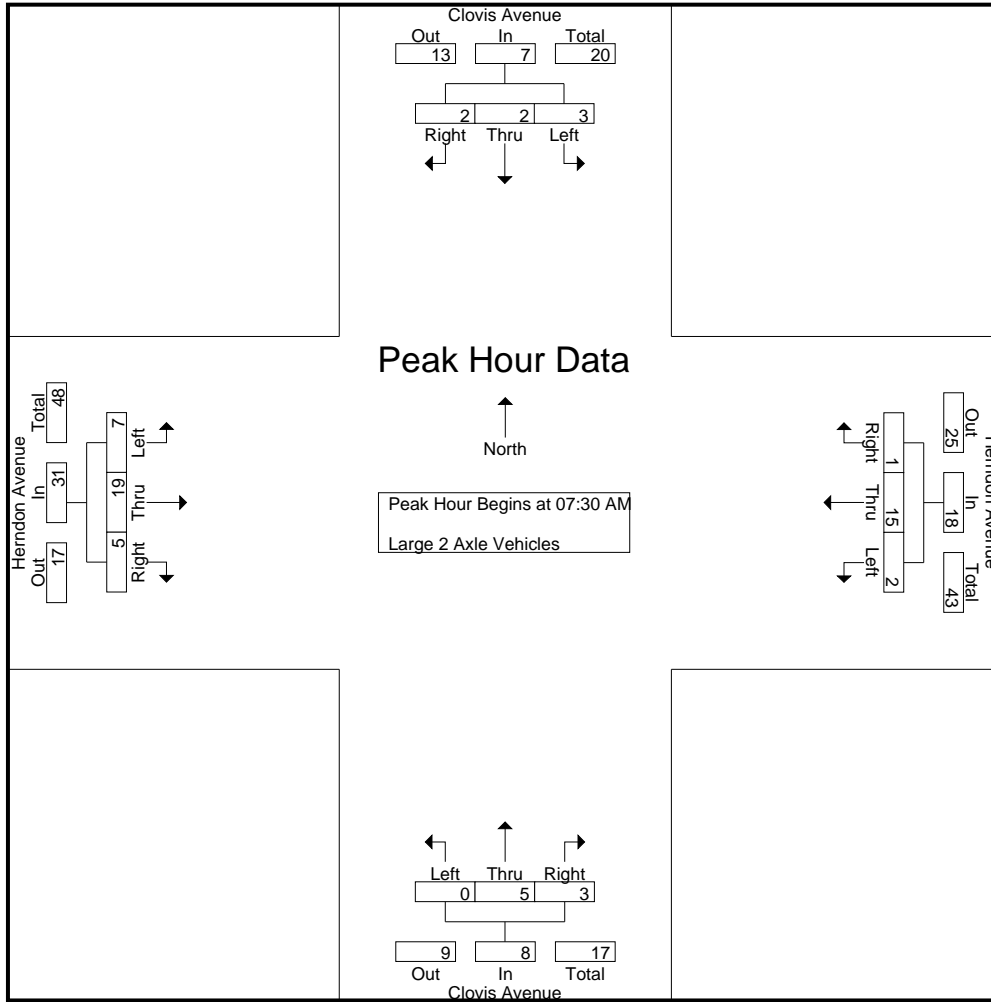 Clovis Avenue
Out In Total
13 7 20
2 2 3
Right Thru Left
Peak Hour Data
North
Peak Hour Begins at 07:30 AM
Large 2 Axle Vehicles
Herndon Avenue
Out In Total
17 31 48
Right Thru Left
5 19 7
Herndon Avenue
Out In Total
25 18 43
Right Thru Left
1 15 2
Left Thru Right
0 5 3
9 8 17
Out In Total
Clovis Avenue